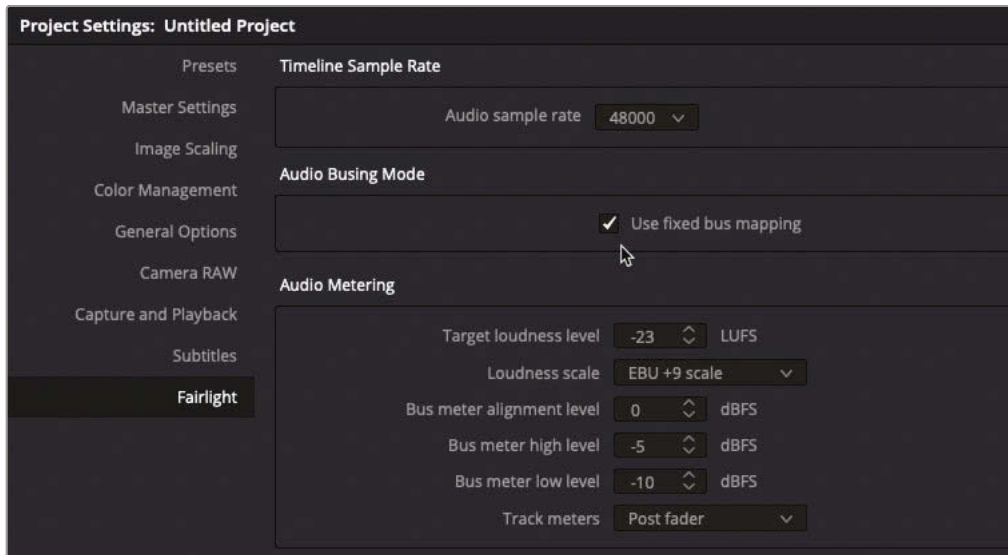 Project Settings: Untitled Project
Presets
Master Settings
Image Scaling
Color Management
General Options
Camera RAW
Capture and Playback
Subtitles
Fairlight
Timeline Sample Rate
Audio sample rate 48000
Audio Busing Mode
Use fixed bus mapping
Audio Metering
Target loudness level -23 LUFS
Loudness scale EBU +9 scale
Bus meter alignment level 0 dBFS
Bus meter high level -5 dBFS
Bus meter low level -10 dBFS
Track meters Post fader